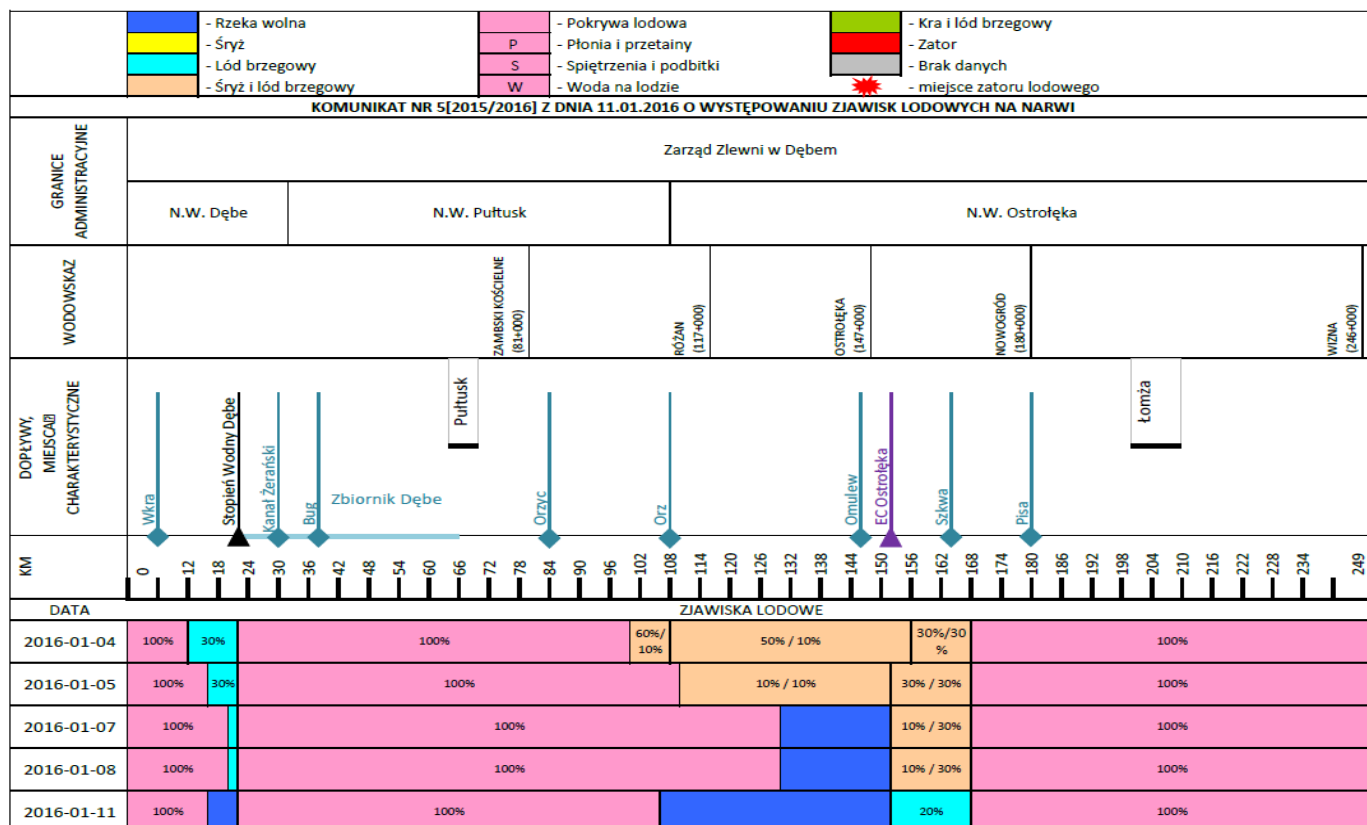 - Rzeka wolna
- Śryż
- Lód brzegowy
- Śryż i lód brzegowy
- Pokrywa lodowa
P - Płonia i przetainy
S - Spiętrzenia i podbitki
W - Woda na lodzie
- Kra i lód brzegowy
- Zator
- Brak danych
- miejsce zatoru lodowego
KOMUNIKAT NR 5[2015/2016] Z DNIA 11.01.2016 O WYSTĘPOWANIU ZJAWISK LODOWYCH NA NARWI
GRANICE
ADMINISTRACYJNE
Zarząd Zlewni w Dębem
N.W. Dębe N.W. Pułtusk N.W. Ostrołęka
WODOWSKAZ
ZAMBSKI KOŚCIELNE
(81+000)
RÓŻAN
(117+000)
OSTROŁĘKA
(147+000)
NOWOGRÓD
(180+000)
WIZNA
(246+000)
DOPŁYWY,
MIEJSCA
CHARAKTERYSTYCZNE
Wkra
Stopień Wodny Dębe
Kanał Żerański
Bug
Zbiornik Dębe
Pułtusk
Orzyc
Orz
Omulew
EC Ostrołęka
Szkwa
Pisa
Łomża
KM 0 12 18 24 30 36 42 48 54 60 66 72 78 84 90 96 102 108 114 120 126 132 138 144 150 156 162 168 174 180 186 192 198 204 210 216 222 228 234 249
DATA ZJAWISKA LODOWE
2016-01-04 100% 30% 100% 60%/ 50% / 10% 30%/30 100%
10% %
2016-01-05 100% 30% 100% 10% / 10% 30% / 30% 100%
2016-01-07 100% 100% 10% / 30% 100%
2016-01-08 100% 100% 10% / 30% 100%
2016-01-11 100% 100% 20% 100%